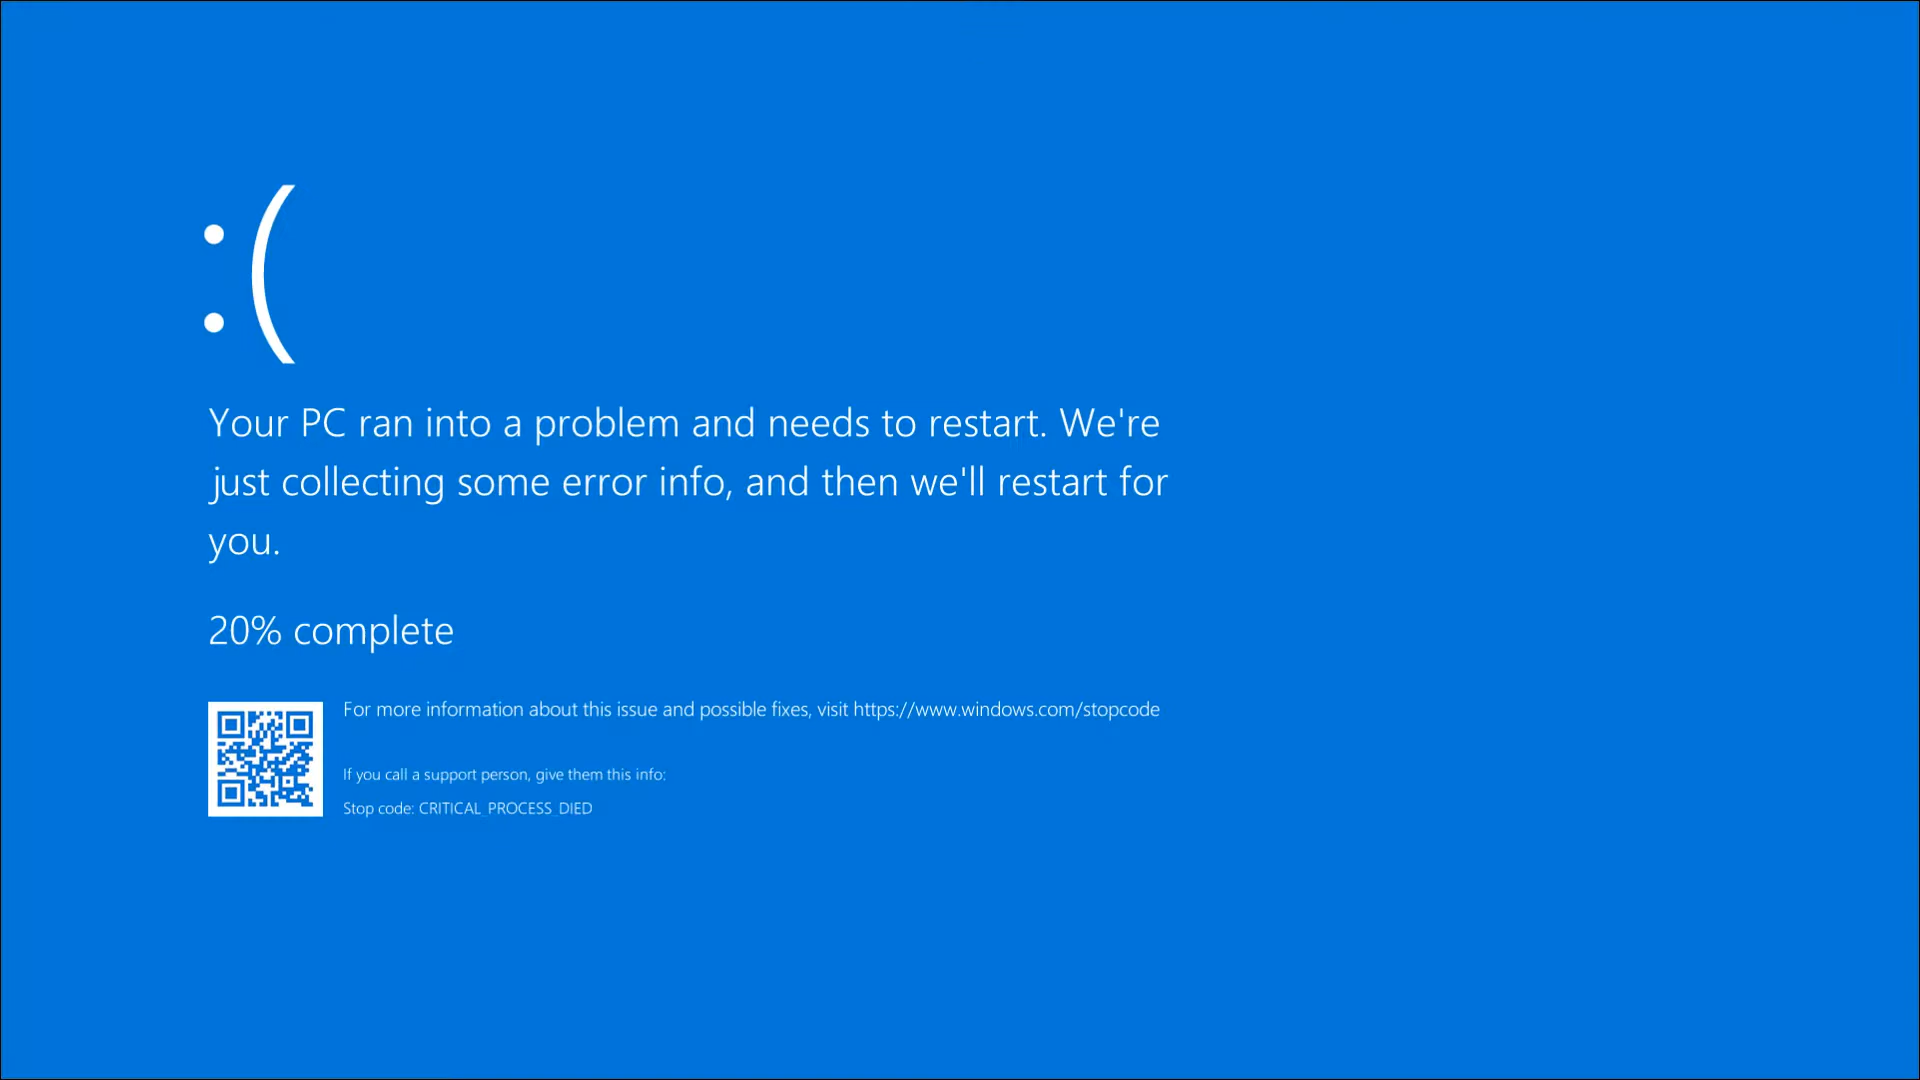 :(
Your PC ran into a problem and needs to restart. We're
just collecting some error info, and then we'll restart for
you.
20% complete
For more information about this issue and possible fixes, visit https://www.windows.com/stopcode
If you call a support person, give them this info:
Stop code: CRITICAL_PROCESS_DIED